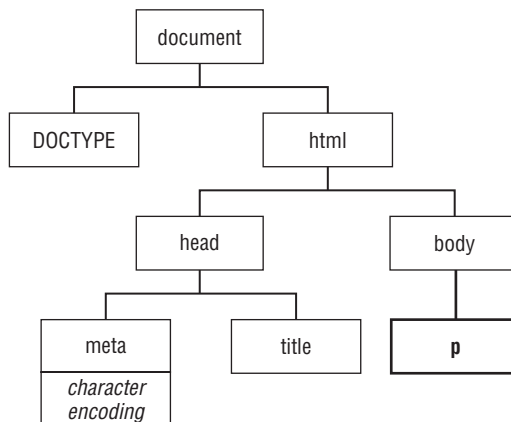 document
DOCTYPE
html
head
body
meta
title
p
character
encoding